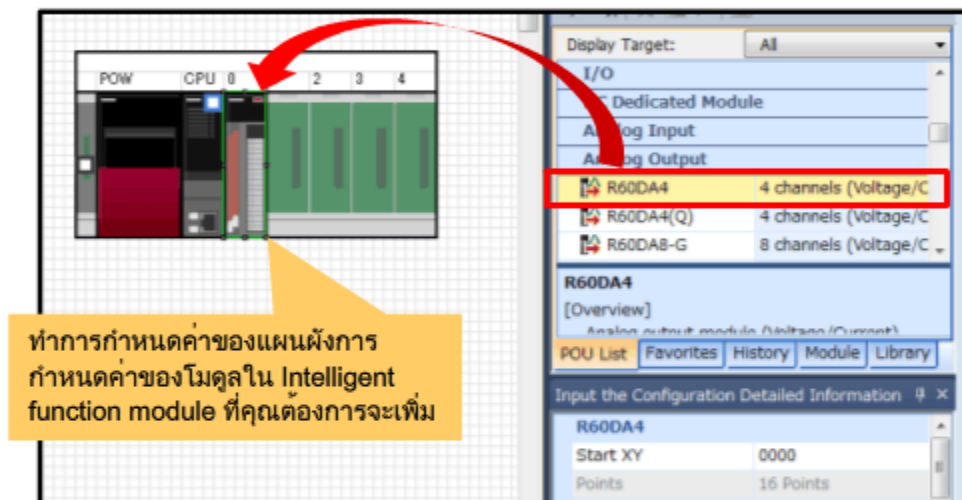 Display Target: All
POW CPU 0 2 3 4
I/O
Dedicated Module
Analog Input
Analog Output
R60DA4 4 channels (Voltage/C
R60DA4(Q) 4 channels (Voltage/C
R60DA8-G 8 channels (Voltage/C
R60DA4
[Overview]
Analog output module (Voltage/Current)
POU List Favorites History Module Library
ทำการกำหนดค่าของแผนผังการ
กำหนดค่าของโมดูลใน Intelligent
function module ที่คุณต้องการจะเพิ่ม
Input the Configuration Detailed Information
R60DA4
Start XY 0000
Points 16 Points